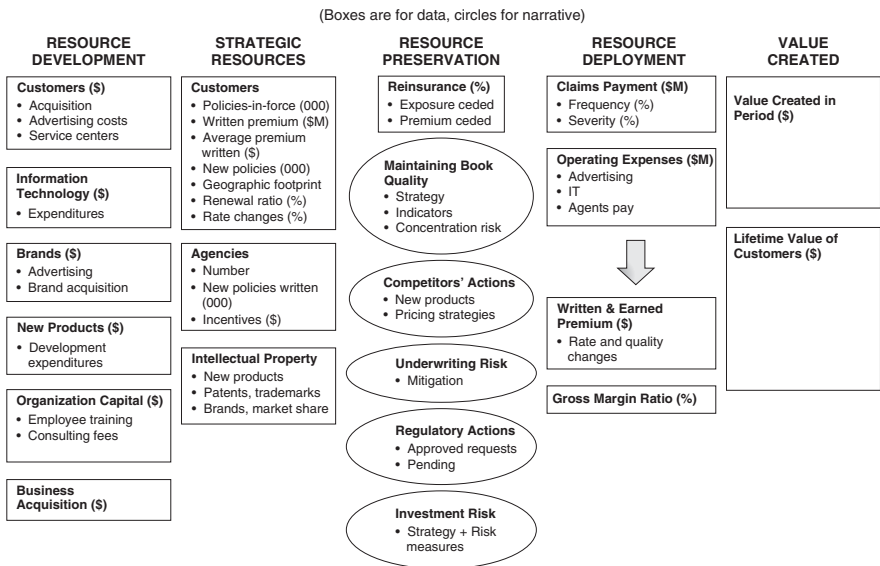 (Boxes are for data, circles for narrative)
RESOURCE
DEVELOPMENT
Customers ($)
• Acquisition
• Advertising costs
• Service centers
Information
Technology ($)
• Expenditures
Brands ($)
• Advertising
• Brand acquisition
New Products ($)
• Development
expenditures
Organization Capital ($)
• Employee training
• Consulting fees
Business
Acquisition ($)
STRATEGIC
RESOURCES
Customers
• Policies-in-force (000)
• Written premium ($M)
• Average premium
written ($)
• New policies (000)
• Geographic footprint
• Renewal ratio (%)
• Rate changes (%)
Agencies
• Number
• New policies written
(000)
• Incentives ($)
Intellectual Property
• New products
• Patents, trademarks
• Brands, market share
RESOURCE
PRESERVATION
Reinsurance (%)
• Exposure ceded
• Premium ceded
Maintaining Book
Quality
• Strategy
• Indicators
• Concentration risk
Competitors' Actions
• New products
• Pricing strategies
Underwriting Risk
• Mitigation
Regulatory Actions
• Approved requests
• Pending
Investment Risk
• Strategy + Risk
measures
RESOURCE
DEPLOYMENT
Claims Payment ($M)
• Frequency (%)
• Severity (%)
Operating Expenses ($M)
• Advertising
• IT
• Agents pay
Written & Earned
Premium ($)
• Rate and quality
changes
Gross Margin Ratio (%)
VALUE
CREATED
Value Created in
Period ($)
Lifetime Value of
Customers ($)